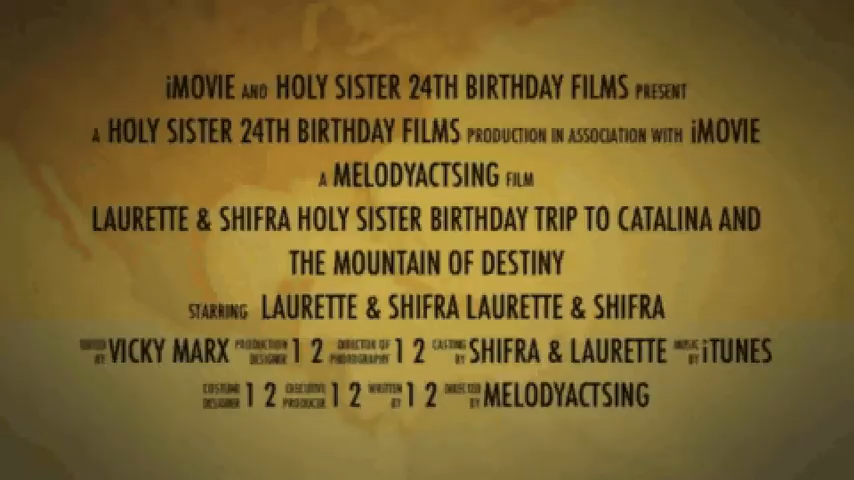 iMOVIE AND HOLY SISTER 24TH BIRTHDAY FILMS PRESENT
A HOLY SISTER 24TH BIRTHDAY FILMS PRODUCTION IN ASSOCIATION WITH iMOVIE
A MELODYACTSING FILM
LAURETTE & SHIFRA HOLY SISTER BIRTHDAY TRIP TO CATALINA AND
THE MOUNTAIN OF DESTINY
STARRING LAURETTE & SHIFRA LAURETTE & SHIFRA
EDITED BY VICKY MARX PRODUCTION DESIGNER 1 2 DIRECTOR OF PHOTOGRAPHY 1 2 CASTING BY SHIFRA & LAURETTE MUSIC BY iTUNES
COSTUME DESIGNER 1 2 EXECUTIVE PRODUCER 1 2 WRITTEN BY 1 2 DIRECTED BY MELODYACTSING